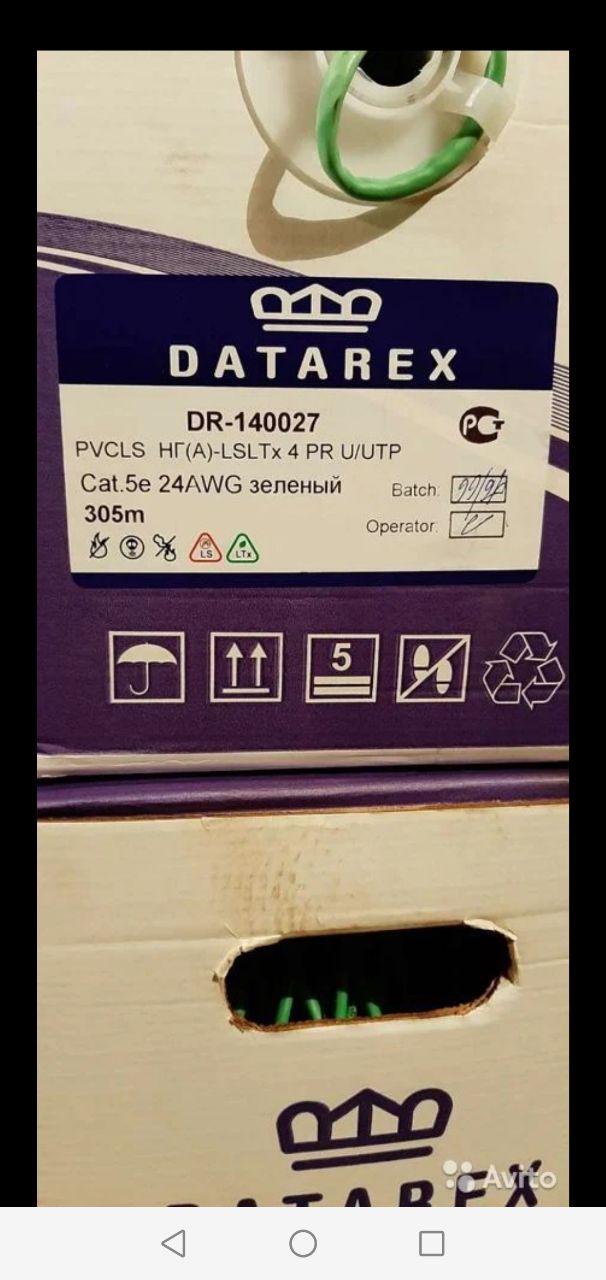 DATAREX
DR-140027
PVCLS НГ(A)-LSLTx 4 PR U/UTP
Cat.5e 24AWG зеленый
Batch:
305m
Operator:
LS
LTx
5
DATAREX
Avito